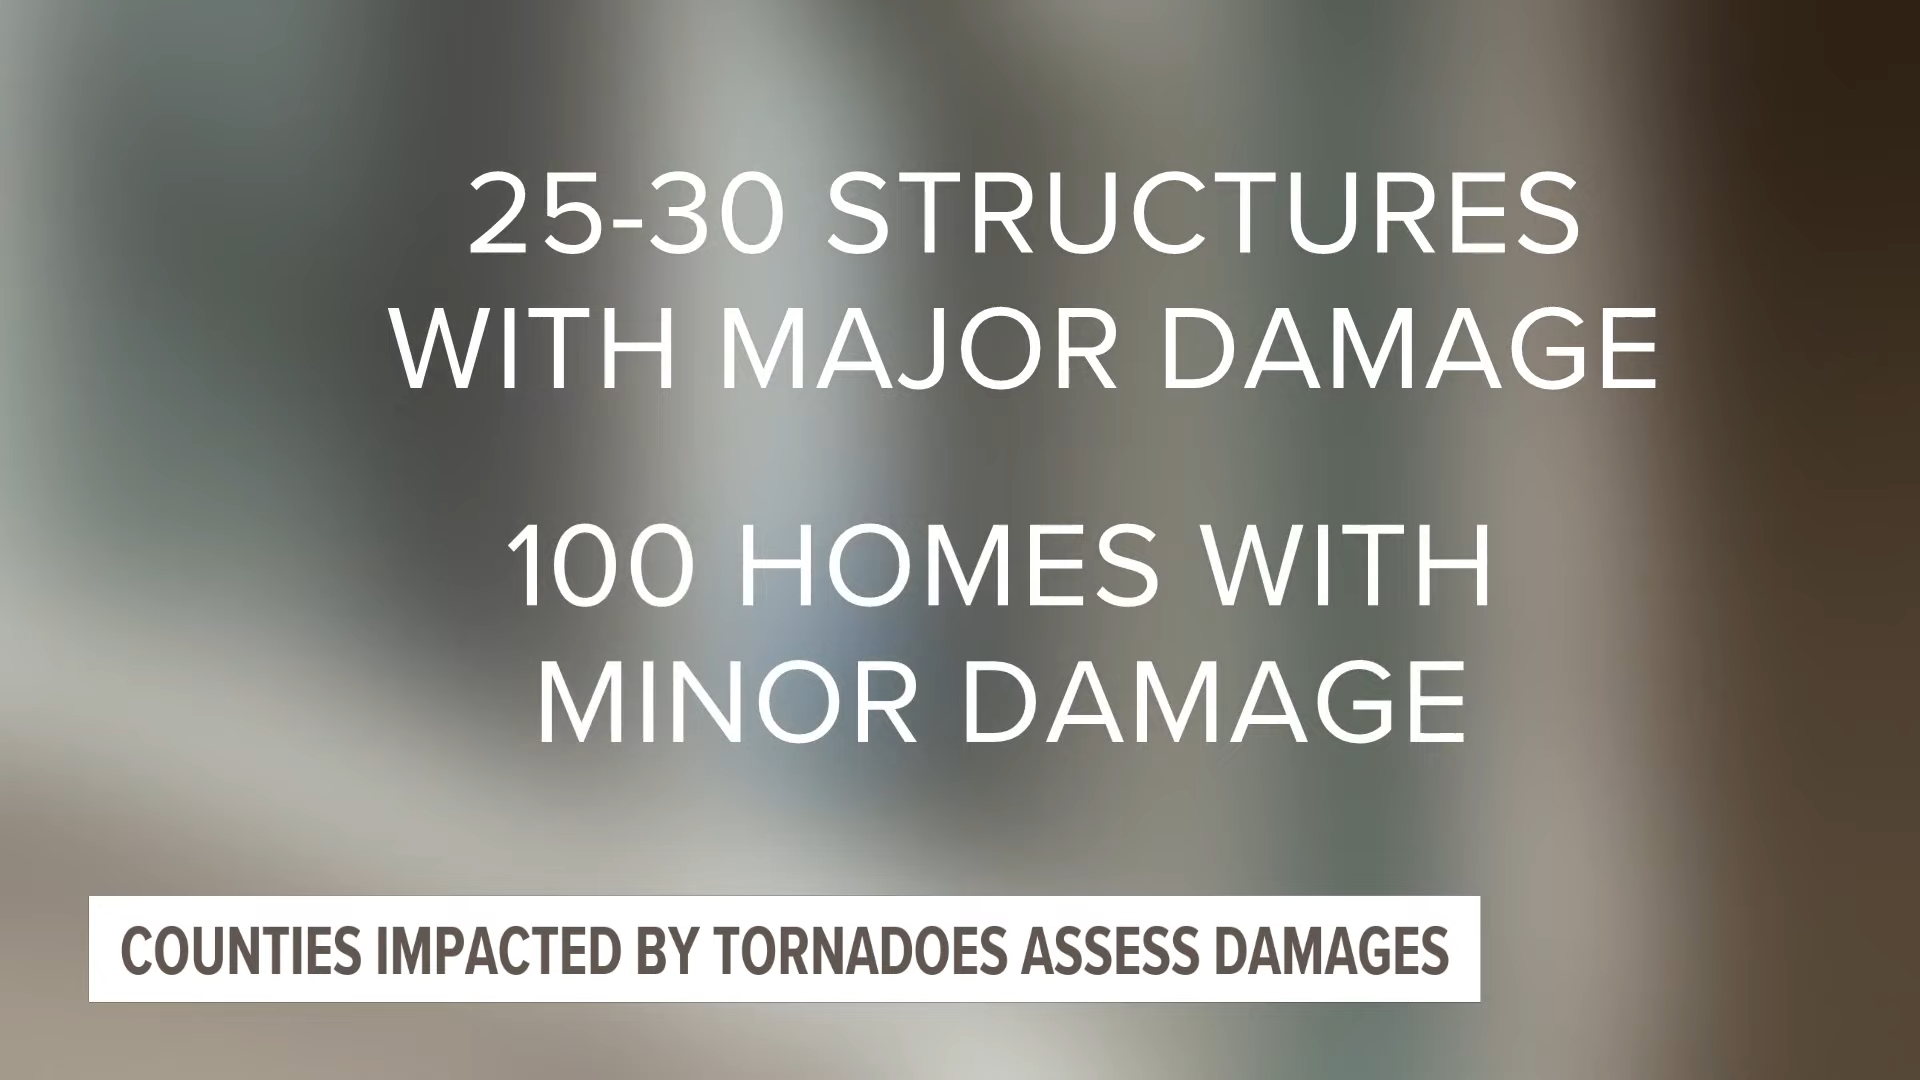 25-30 STRUCTURES
WITH MAJOR DAMAGE
100 HOMES WITH
MINOR DAMAGE
COUNTIES IMPACTED BY TORNADOES ASSESS DAMAGES